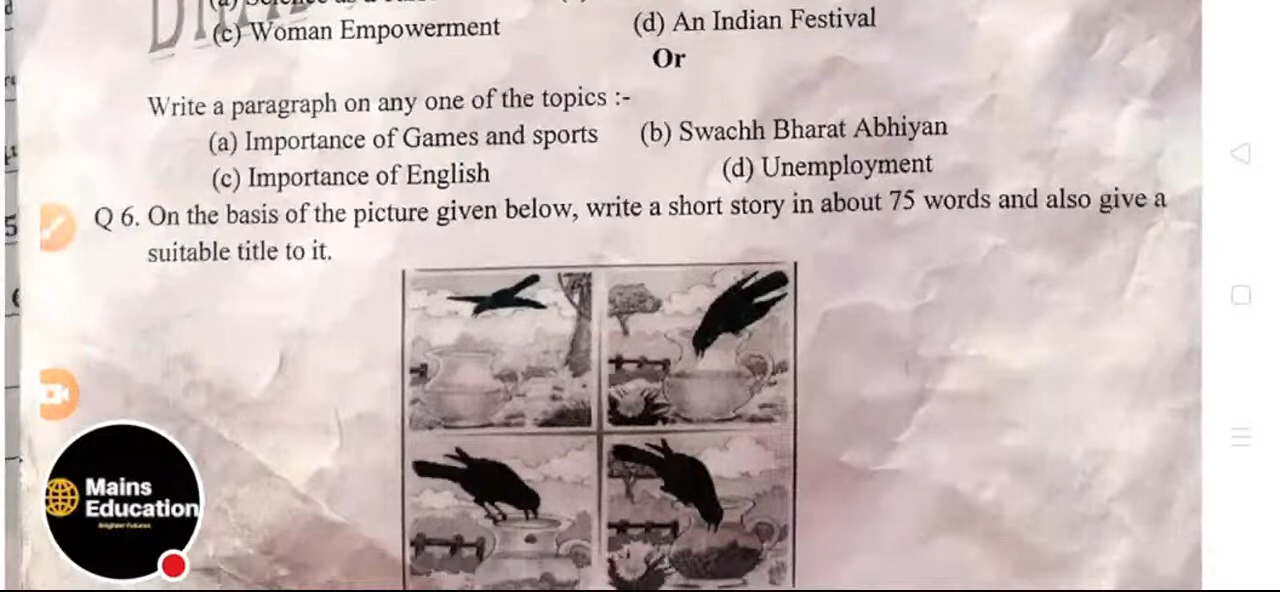 (c) Woman Empowerment (d) An Indian Festival
Or
Write a paragraph on any one of the topics :-
(a) Importance of Games and sports (b) Swachh Bharat Abhiyan
(c) Importance of English (d) Unemployment
Q 6. On the basis of the picture given below, write a short story in about 75 words and also give a
suitable title to it.
Mains
Education